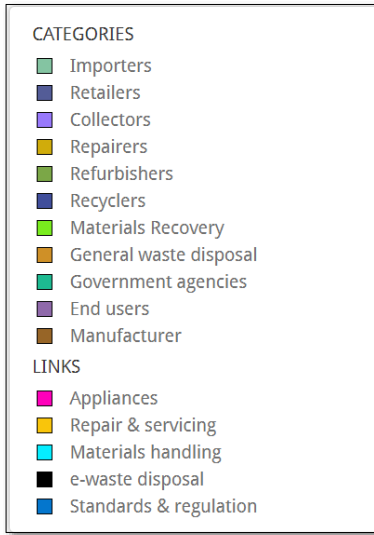 CATEGORIES
Importers
Retailers
Collectors
Repairers
Refurbishers
Recyclers
Materials Recovery
General waste disposal
Government agencies
End users
Manufacturer
LINKS
Appliances
Repair & servicing
Materials handling
e-waste disposal
Standards & regulation